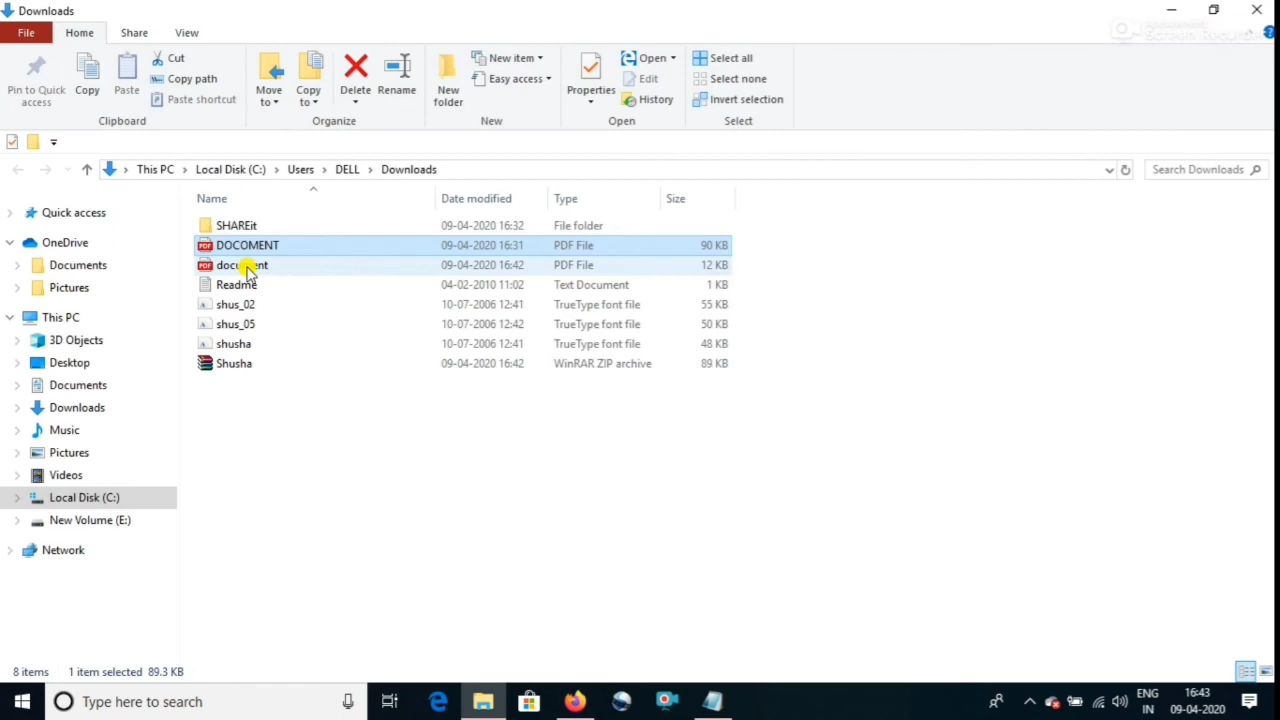 Downloads
File Home Share View
Screen Recorder
Pin to Quick access
Copy
Paste
Cut
Copy path
Paste shortcut
Clipboard
Move to
Copy to
Delete
Rename
Organize
New folder
New item
Easy access
New
Properties
Open
Edit
History
Open
Select all
Select none
Invert selection
Select
This PC > Local Disk (C:) > Users > DELL > Downloads
Search Downloads
Quick access
OneDrive
Documents
Pictures
This PC
3D Objects
Desktop
Documents
Downloads
Music
Pictures
Videos
Local Disk (C:)
New Volume (E:)
Network
Name Date modified Type Size
SHAREit 09-04-2020 16:32 File folder
DOCOMENT 09-04-2020 16:31 PDF File 90 KB
document 09-04-2020 16:42 PDF File 12 KB
Readme 04-02-2010 11:02 Text Document 1 KB
shus_02 10-07-2006 12:41 TrueType font file 55 KB
shus_05 10-07-2006 12:42 TrueType font file 50 KB
shusha 10-07-2006 12:41 TrueType font file 48 KB
Shusha 09-04-2020 16:42 WinRAR ZIP archive 89 KB
8 items 1 item selected 89.3 KB
Type here to search
ENG
IN
16:43
09-04-2020